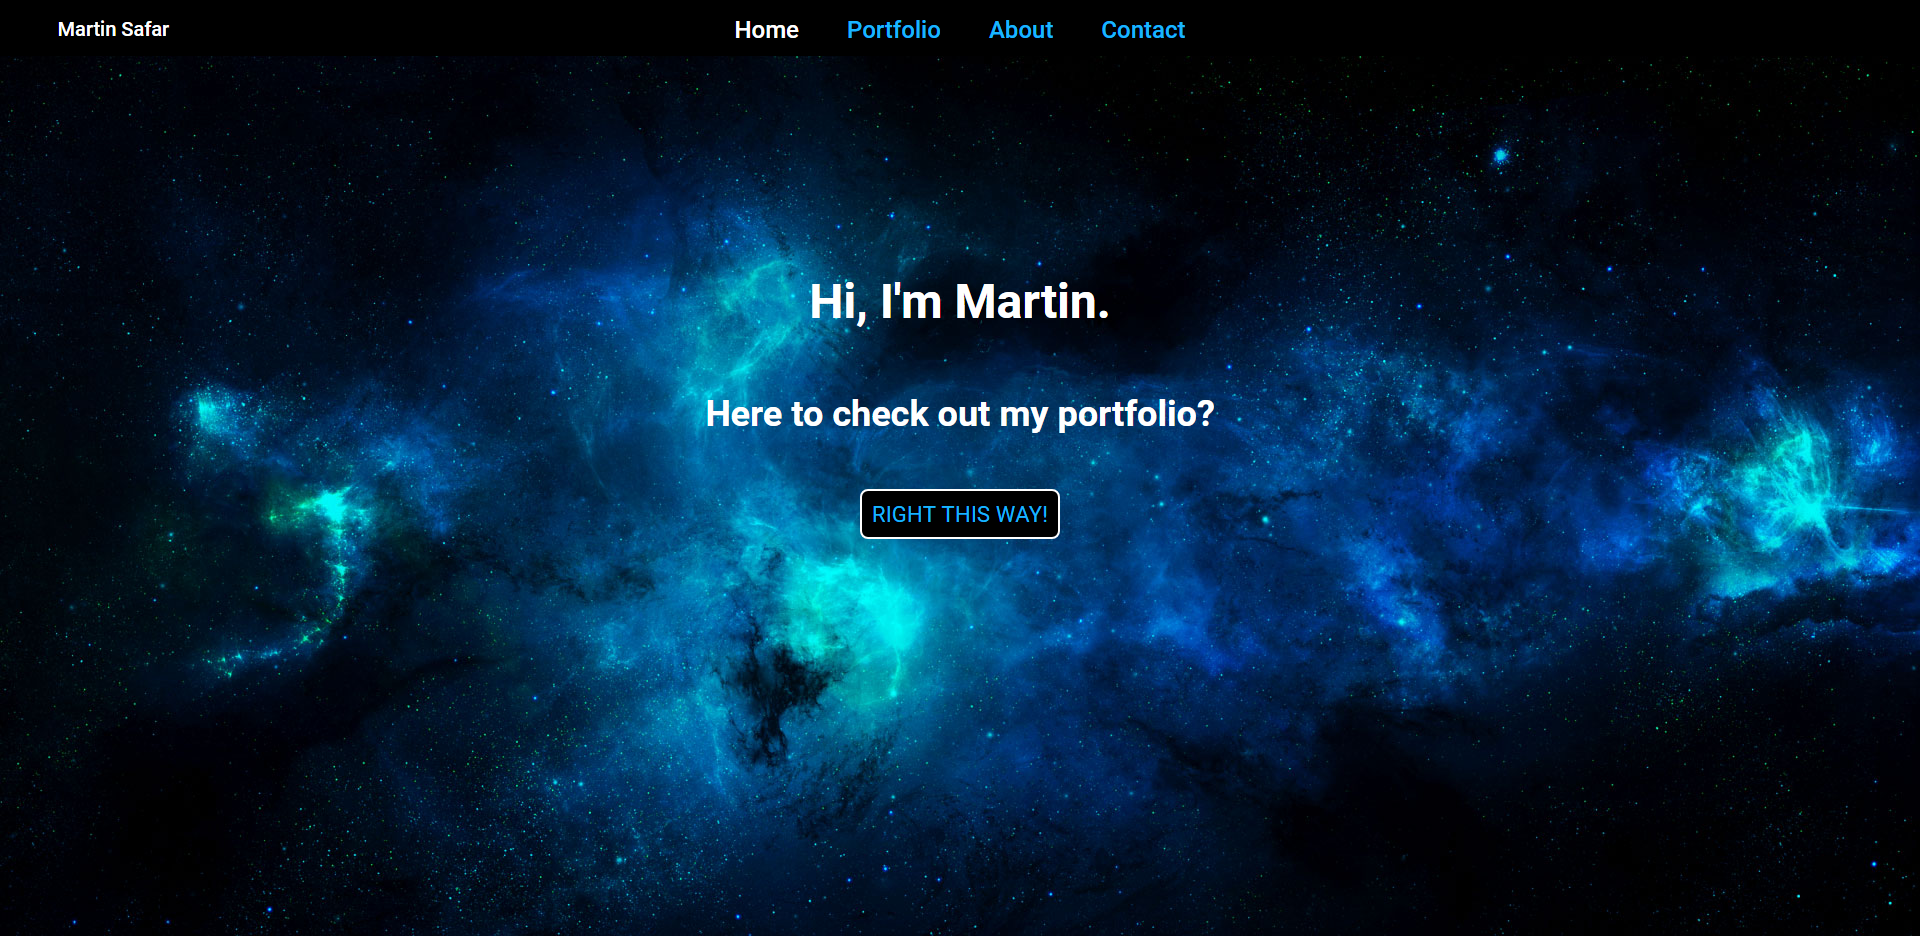 Martin Safar
Home Portfolio About Contact
Hi, I'm Martin.
Here to check out my portfolio?
RIGHT THIS WAY!